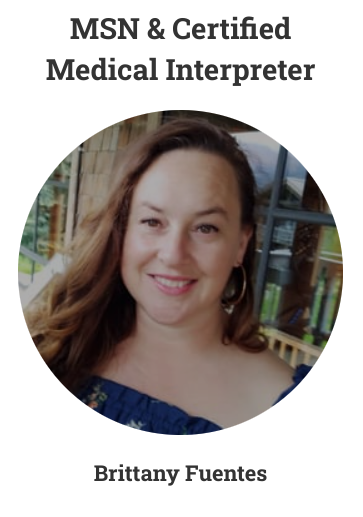 MSN & Certified
Medical Interpreter
Brittany Fuentes